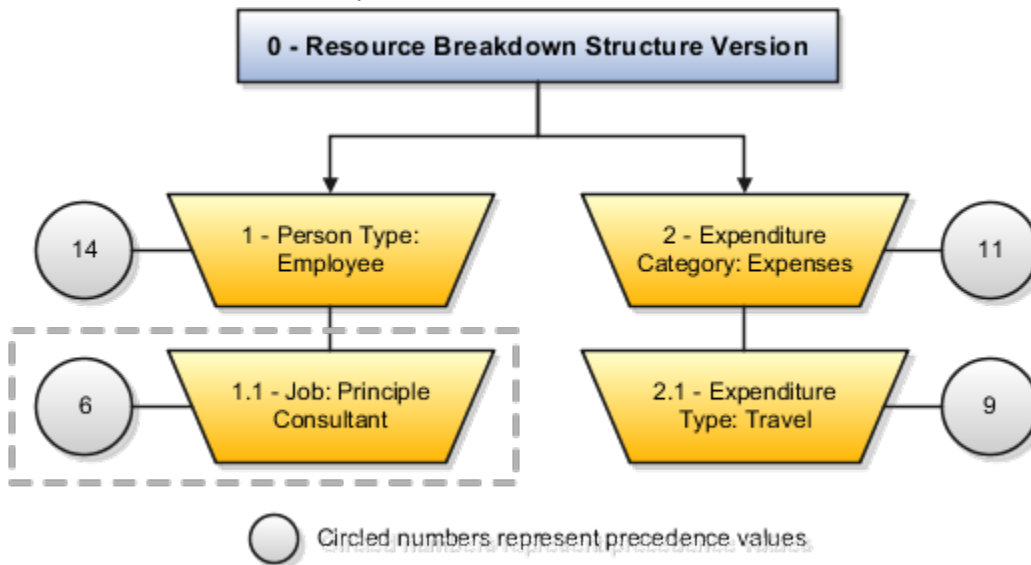 0 - Resource Breakdown Structure Version
14
1 - Person Type:
Employee
2 - Expenditure
Category: Expenses
11
6
1.1 - Job: Principle
Consultant
2.1 - Expenditure
Type: Travel
9
Circled numbers represent precedence values